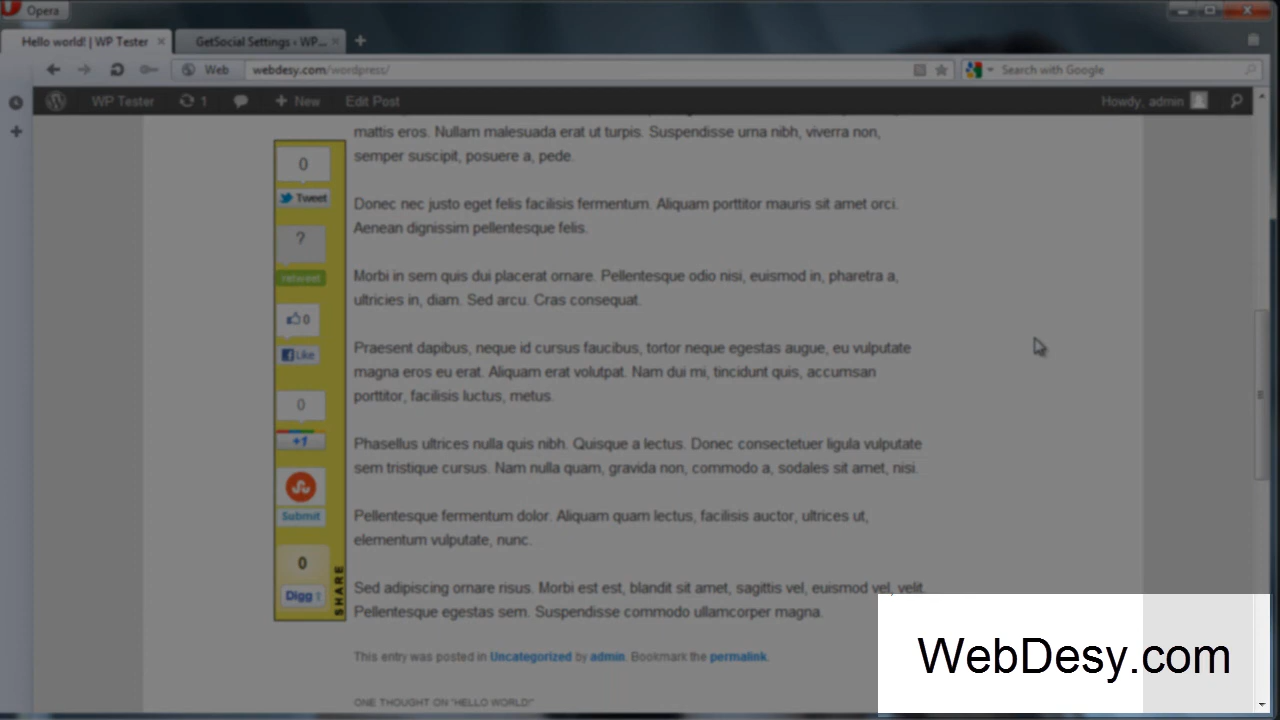 Opera
Hello world! | WP Tester
GetSocial Settings ‹ WP...
Web
webdesy.com/wordpress/
Search with Google
WP Tester
1
New
Edit Post
Howdy, admin
mattis eros. Nullam malesuada erat ut turpis. Suspendisse urna nibh, viverra non,
semper suscipit, posuere a, pede.
0
Tweet
Donec nec justo eget felis facilisis fermentum. Aliquam porttitor mauris sit amet orci.
Aenean dignissim pellentesque felis.
?
retweet
Morbi in sem quis dui placerat ornare. Pellentesque odio nisi, euismod in, pharetra a,
ultricies in, diam. Sed arcu. Cras consequat.
0
Like
Praesent dapibus, neque id cursus faucibus, tortor neque egestas augue, eu vulputate
magna eros eu erat. Aliquam erat volutpat. Nam dui mi, tincidunt quis, accumsan
porttitor, facilisis luctus, metus.
0
+1
Phasellus ultrices nulla quis nibh. Quisque a lectus. Donec consectetuer ligula vulputate
sem tristique cursus. Nam nulla quam, gravida non, commodo a, sodales sit amet, nisi.
Submit
Pellentesque fermentum dolor. Aliquam quam lectus, facilisis auctor, ultrices ut,
elementum vulputate, nunc.
0
Digg
SHARE
Sed adipiscing ornare risus. Morbi est est, blandit sit amet, sagittis vel, euismod vel, velit.
Pellentesque egestas sem. Suspendisse commodo ullamcorper magna.
This entry was posted in Uncategorized by admin. Bookmark the permalink.
ONE THOUGHT ON "HELLO WORLD!"
WebDesy.com